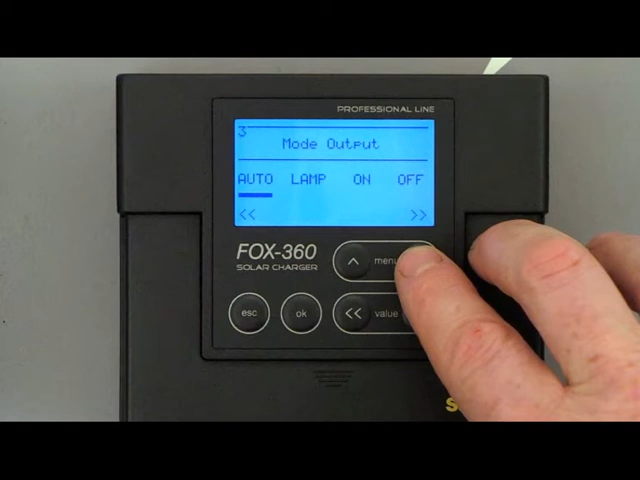 PROFESSIONAL LINE
3
Mode Output
AUTO LAMP ON OFF
<< >>
FOX-360
SOLAR CHARGER
^ menu
esc ok << value
S